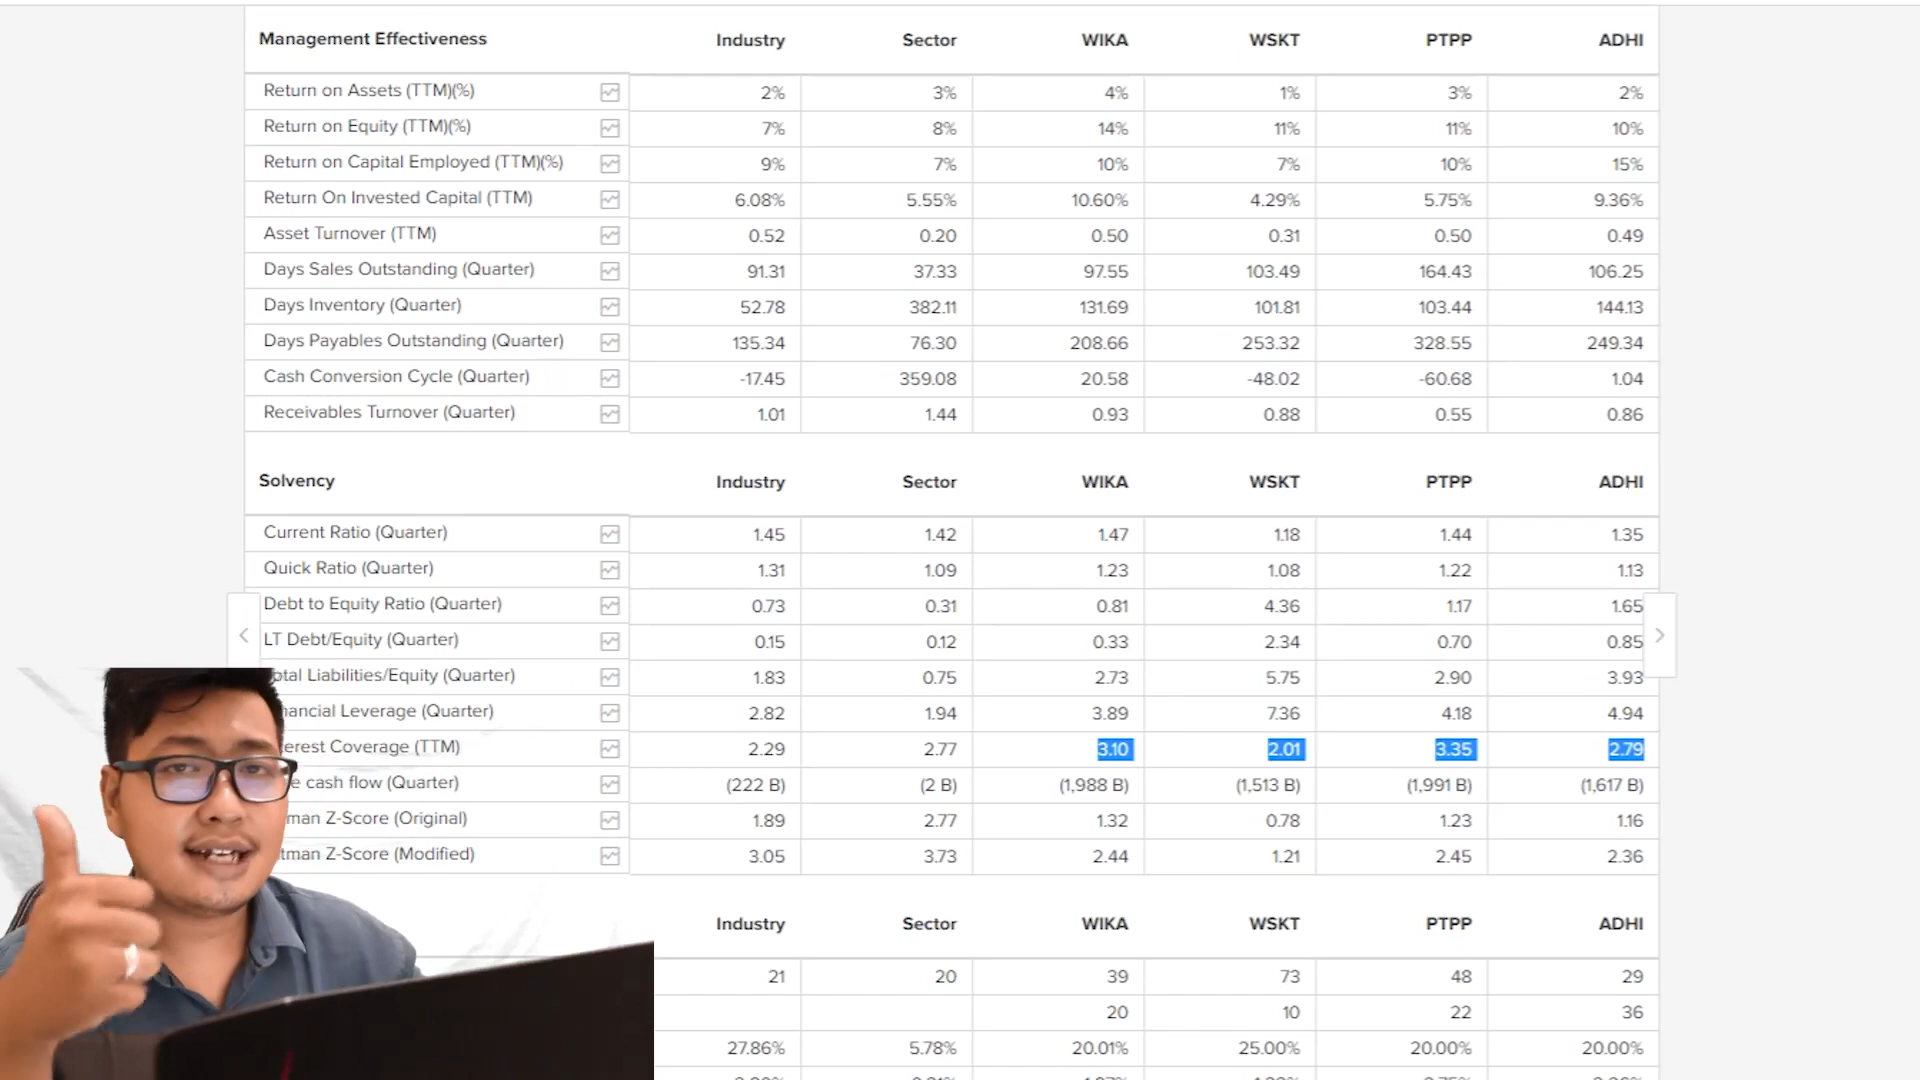 Management Effectiveness Industry Sector WIKA WSKT PTPP ADHI
Return on Assets (TTM)(%) 2% 3% 4% 1% 3% 2%
Return on Equity (TTM)(%) 7% 8% 14% 11% 11% 10%
Return on Capital Employed (TTM)(%) 9% 7% 10% 7% 10% 15%
Return On Invested Capital (TTM) 6.08% 5.55% 10.60% 4.29% 5.75% 9.36%
Asset Turnover (TTM) 0.52 0.20 0.50 0.31 0.50 0.49
Days Sales Outstanding (Quarter) 91.31 37.33 97.55 103.49 164.43 106.25
Days Inventory (Quarter) 52.78 382.11 131.69 101.81 103.44 144.13
Days Payables Outstanding (Quarter) 135.34 76.30 208.66 253.32 328.55 249.34
Cash Conversion Cycle (Quarter) -17.45 359.08 20.58 -48.02 -60.68 1.04
Receivables Turnover (Quarter) 1.01 1.44 0.93 0.88 0.55 0.86
Solvency Industry Sector WIKA WSKT PTPP ADHI
Current Ratio (Quarter) 1.45 1.42 1.47 1.18 1.44 1.35
Quick Ratio (Quarter) 1.31 1.09 1.23 1.08 1.22 1.13
Debt to Equity Ratio (Quarter) 0.73 0.31 0.81 4.36 1.17 1.65
LT Debt/Equity (Quarter) 0.15 0.12 0.33 2.34 0.70 0.85
otal Liabilities/Equity (Quarter) 1.83 0.75 2.73 5.75 2.90 3.93
nancial Leverage (Quarter) 2.82 1.94 3.89 7.36 4.18 4.94
erest Coverage (TTM) 2.29 2.77 3.10 2.01 3.35 2.79
e cash flow (Quarter) (222 B) (2 B) (1,988 B) (1,513 B) (1,991 B) (1,617 B)
man Z-Score (Original) 1.89 2.77 1.32 0.78 1.23 1.16
tman Z-Score (Modified) 3.05 3.73 2.44 1.21 2.45 2.36
Industry Sector WIKA WSKT PTPP ADHI
21 20 39 73 48 29
20 10 22 36
27.86% 5.78% 20.01% 25.00% 20.00% 20.00%